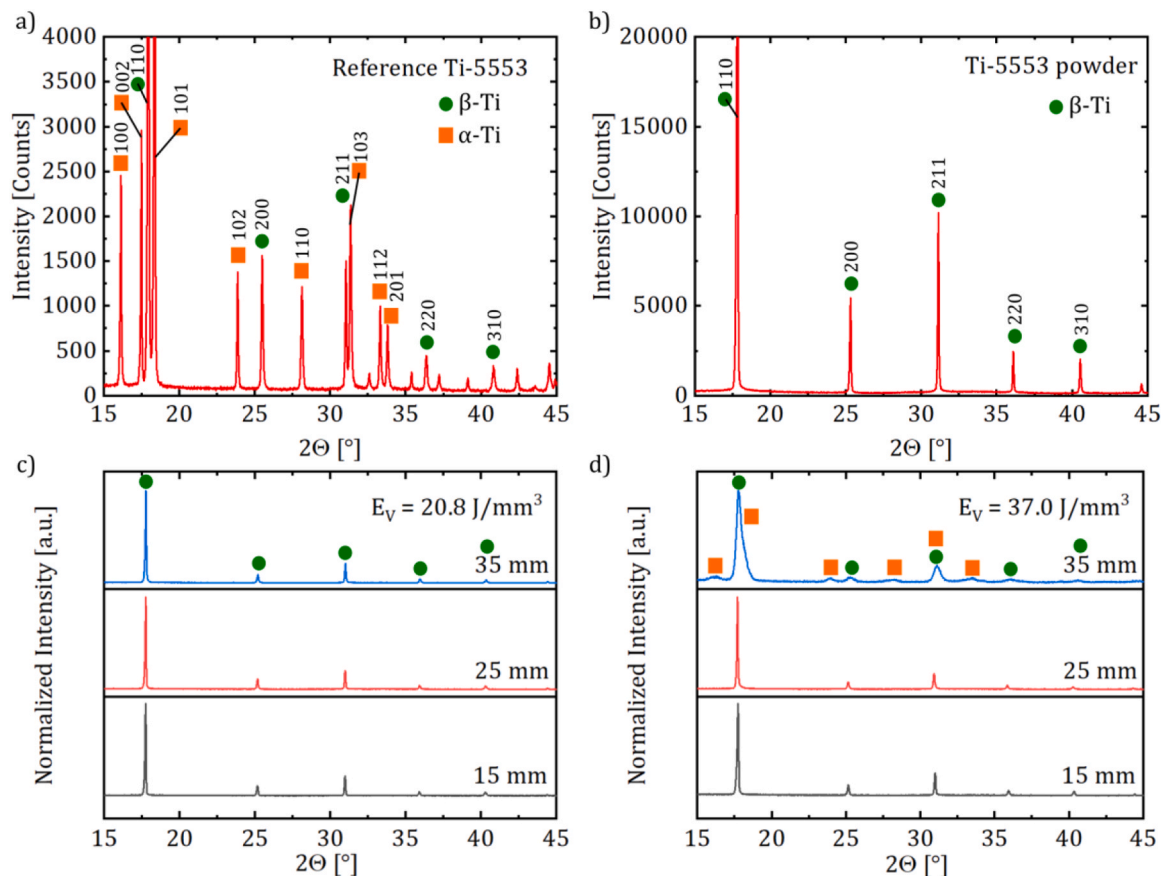 a)
4000
3500
3000
2500
2000
1500
1000
500
0
Intensity [Counts]
Reference Ti-5553
β-Ti
α-Ti
100
002
110
101
102
200
110
211
103
112
201
220
310
15 20 25 30 35 40 45
2Θ [°]
b)
20000
15000
10000
5000
0
Intensity [Counts]
Ti-5553 powder
β-Ti
110
200
211
220
310
15 20 25 30 35 40 45
2Θ [°]
c)
Normalized Intensity [a.u.]
E_V = 20.8 J/mm³
35 mm
25 mm
15 mm
15 20 25 30 35 40 45
2Θ [°]
d)
Normalized Intensity [a.u.]
E_V = 37.0 J/mm³
35 mm
25 mm
15 mm
15 20 25 30 35 40 45
2Θ [°]